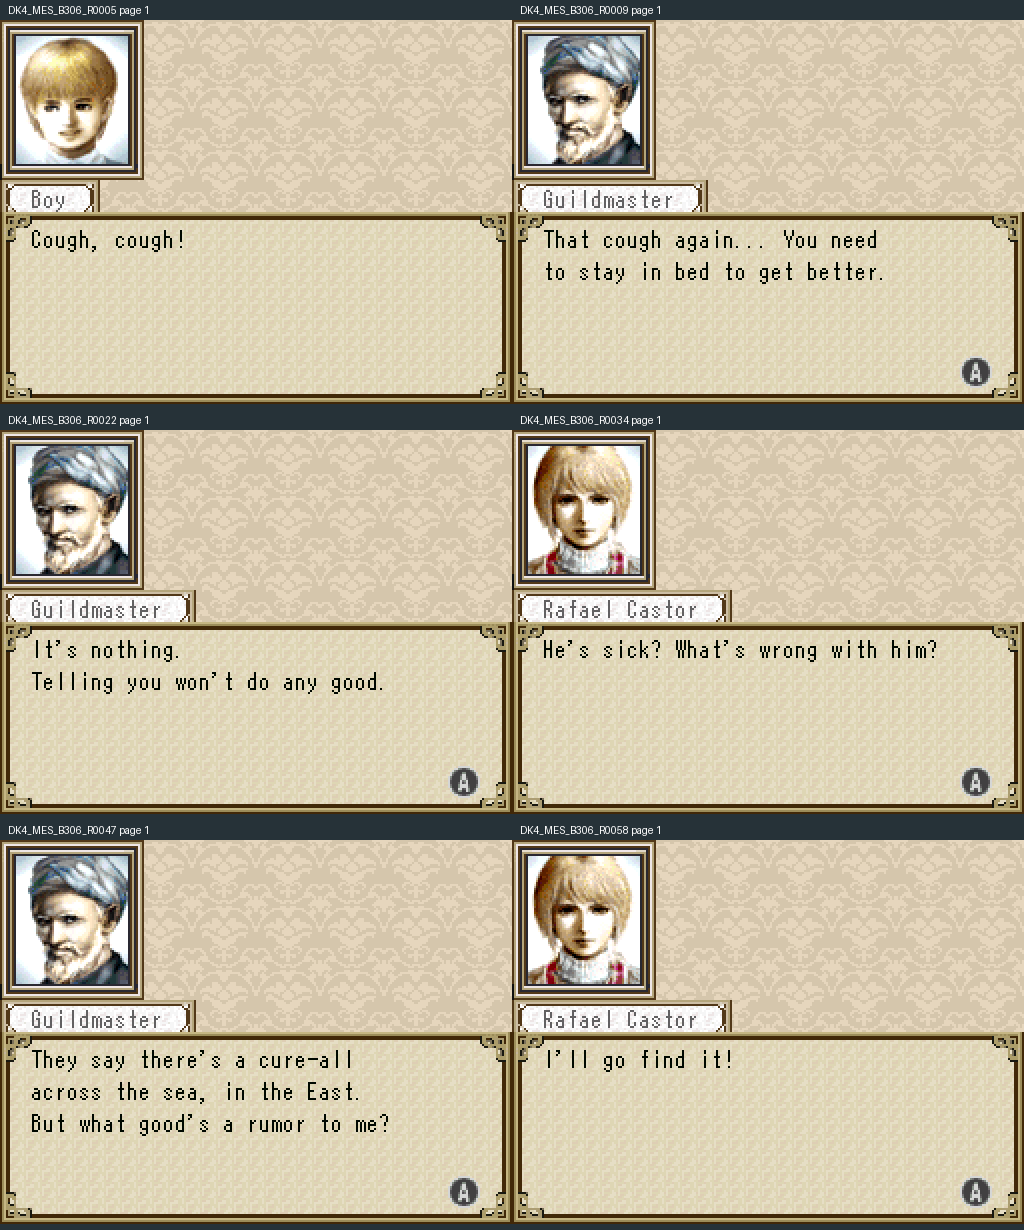 DK4_MES_B306_R0005 page 1
Boy
Cough, cough!
DK4_MES_B306_R0009 page 1
Guildmaster
That cough again... You need
to stay in bed to get better.
A
DK4_MES_B306_R0022 page 1
Guildmaster
It's nothing.
Telling you won't do any good.
A
DK4_MES_B306_R0034 page 1
Rafael Castor
He's sick? What's wrong with him?
A
DK4_MES_B306_R0047 page 1
Guildmaster
They say there's a cure-all
across the sea, in the East.
But what good's a rumor to me?
A
DK4_MES_B306_R0058 page 1
Rafael Castor
I'll go find it!
A